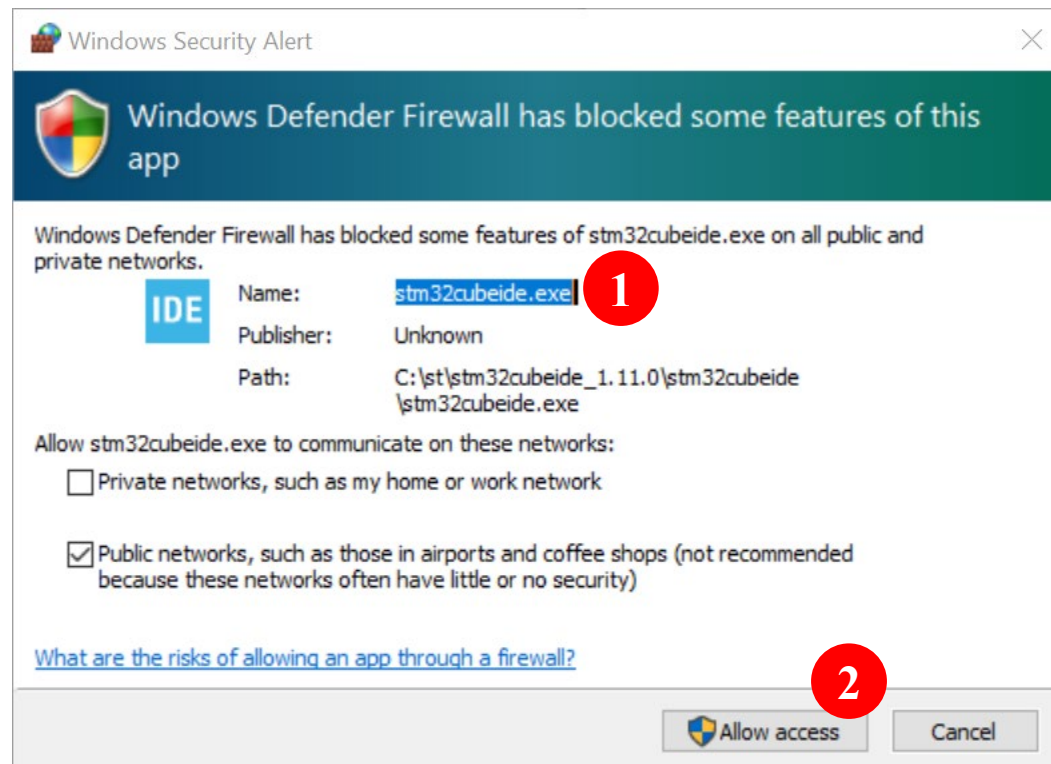 Windows Security Alert
Windows Defender Firewall has blocked some features of this
app
Windows Defender Firewall has blocked some features of stm32cubeide.exe on all public and
private networks.
IDE
Name: stm32cubeide.exe 1
Publisher: Unknown
Path: C:\st\stm32cubeide_1.11.0\stm32cubeide
\stm32cubeide.exe
Allow stm32cubeide.exe to communicate on these networks:
Private networks, such as my home or work network
Public networks, such as those in airports and coffee shops (not recommended
because these networks often have little or no security)
What are the risks of allowing an app through a firewall?
2
Allow access Cancel